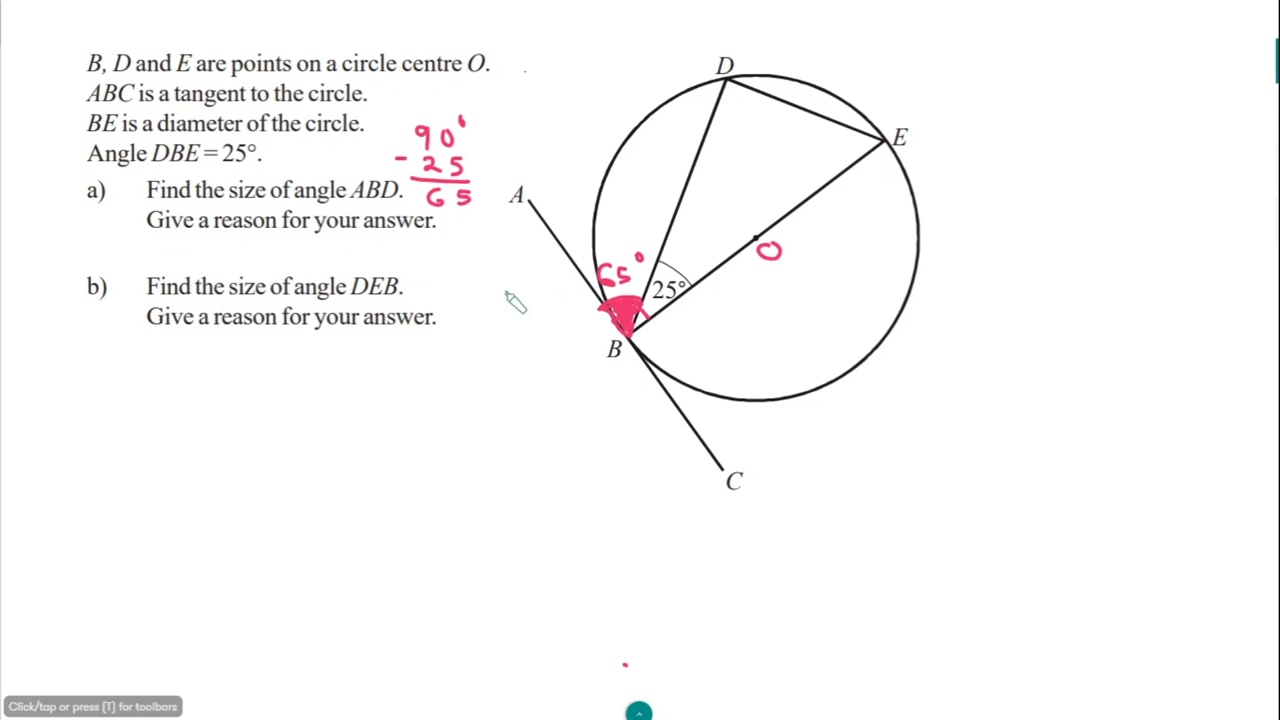 B, D and E are points on a circle centre O.
ABC is a tangent to the circle.
BE is a diameter of the circle.
Angle DBE = 25°.
a) Find the size of angle ABD.
Give a reason for your answer.
b) Find the size of angle DEB.
Give a reason for your answer.
90°
- 25
65
D
E
A
O
65°
25°
B
C
Click/tap or press [T] for toolbars